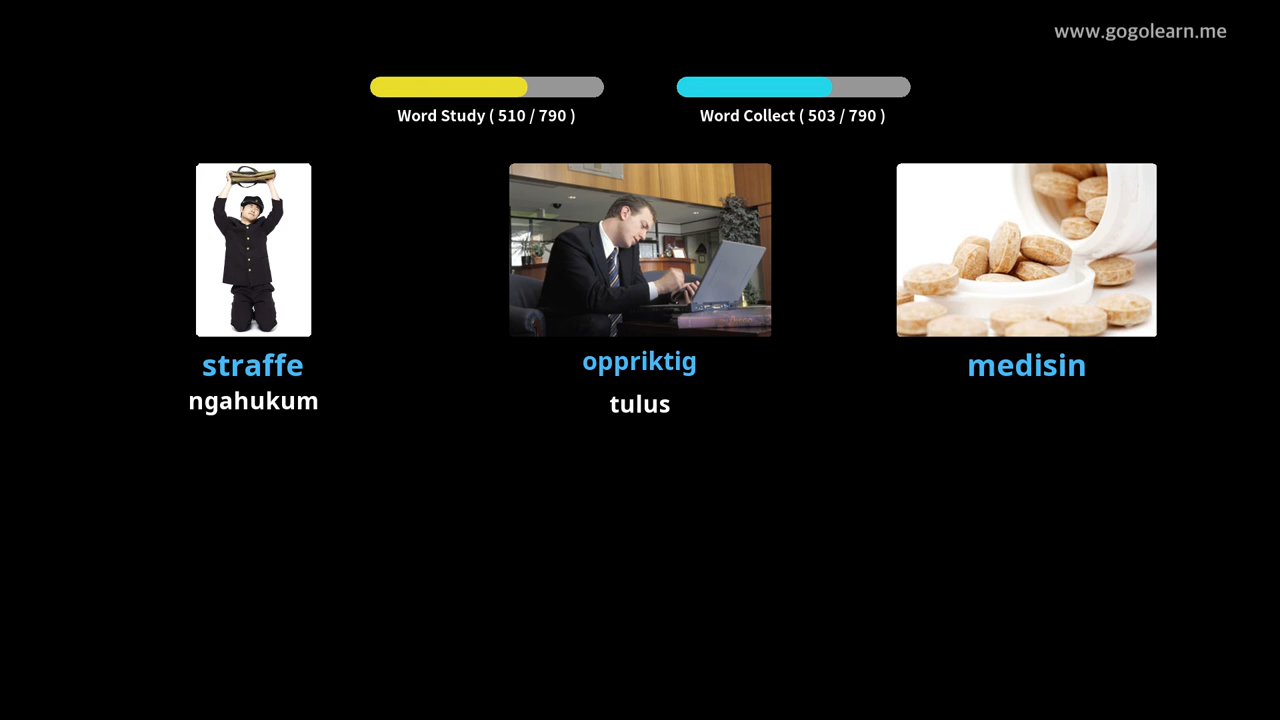 www.gogolearn.me
Word Study ( 510 / 790 )
Word Collect ( 503 / 790 )
straffe
ngahukum
oppriktig
tulus
medisin